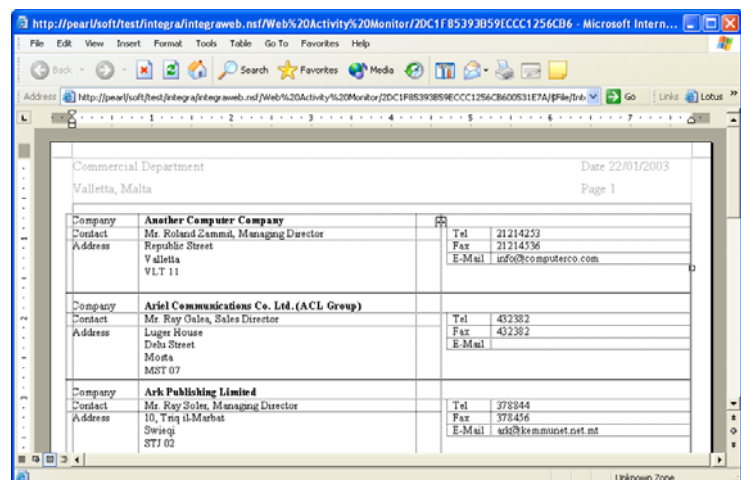 http://pearl/soft/test/integra/integraweb.nsf/Web%20Activity%20Monitor/2DC1F85393B59ECCC1256CB6 - Microsoft Intern...
File Edit View Insert Format Tools Table Go To Favorites Help
Back Search Favorites Media
Address http://pearl/soft/test/integra/integraweb.nsf/Web%20Activity%20Monitor/2DC1F85393B59ECCC1256CB600531E7A/$File/Int Go Links Lotus »
1 2 3 4 5 6 7
Commercial Department Date 22/01/2003
Valletta, Malta Page 1
Company Another Computer Company
Contact Mr. Roland Zammit, Managing Director Tel 21214253
Address Republic Street Fax 21214536
Valletta E-Mail info@computerco.com
VLT 11
Company Ariel Communications Co. Ltd. (ACL Group)
Contact Mr. Ray Galea, Sales Director Tel 432382
Address Luger House Fax 432382
Street E-Mail
Mosta
MST 07
Company Ark Publishing Limited
Contact Mr. Ray Soler, Managing Director Tel 378844
Address 10, Triq il-Marbat Fax 378456
Swieqi E-Mail ark@kemmunet.net.mt
STJ 02
Unknown Zone